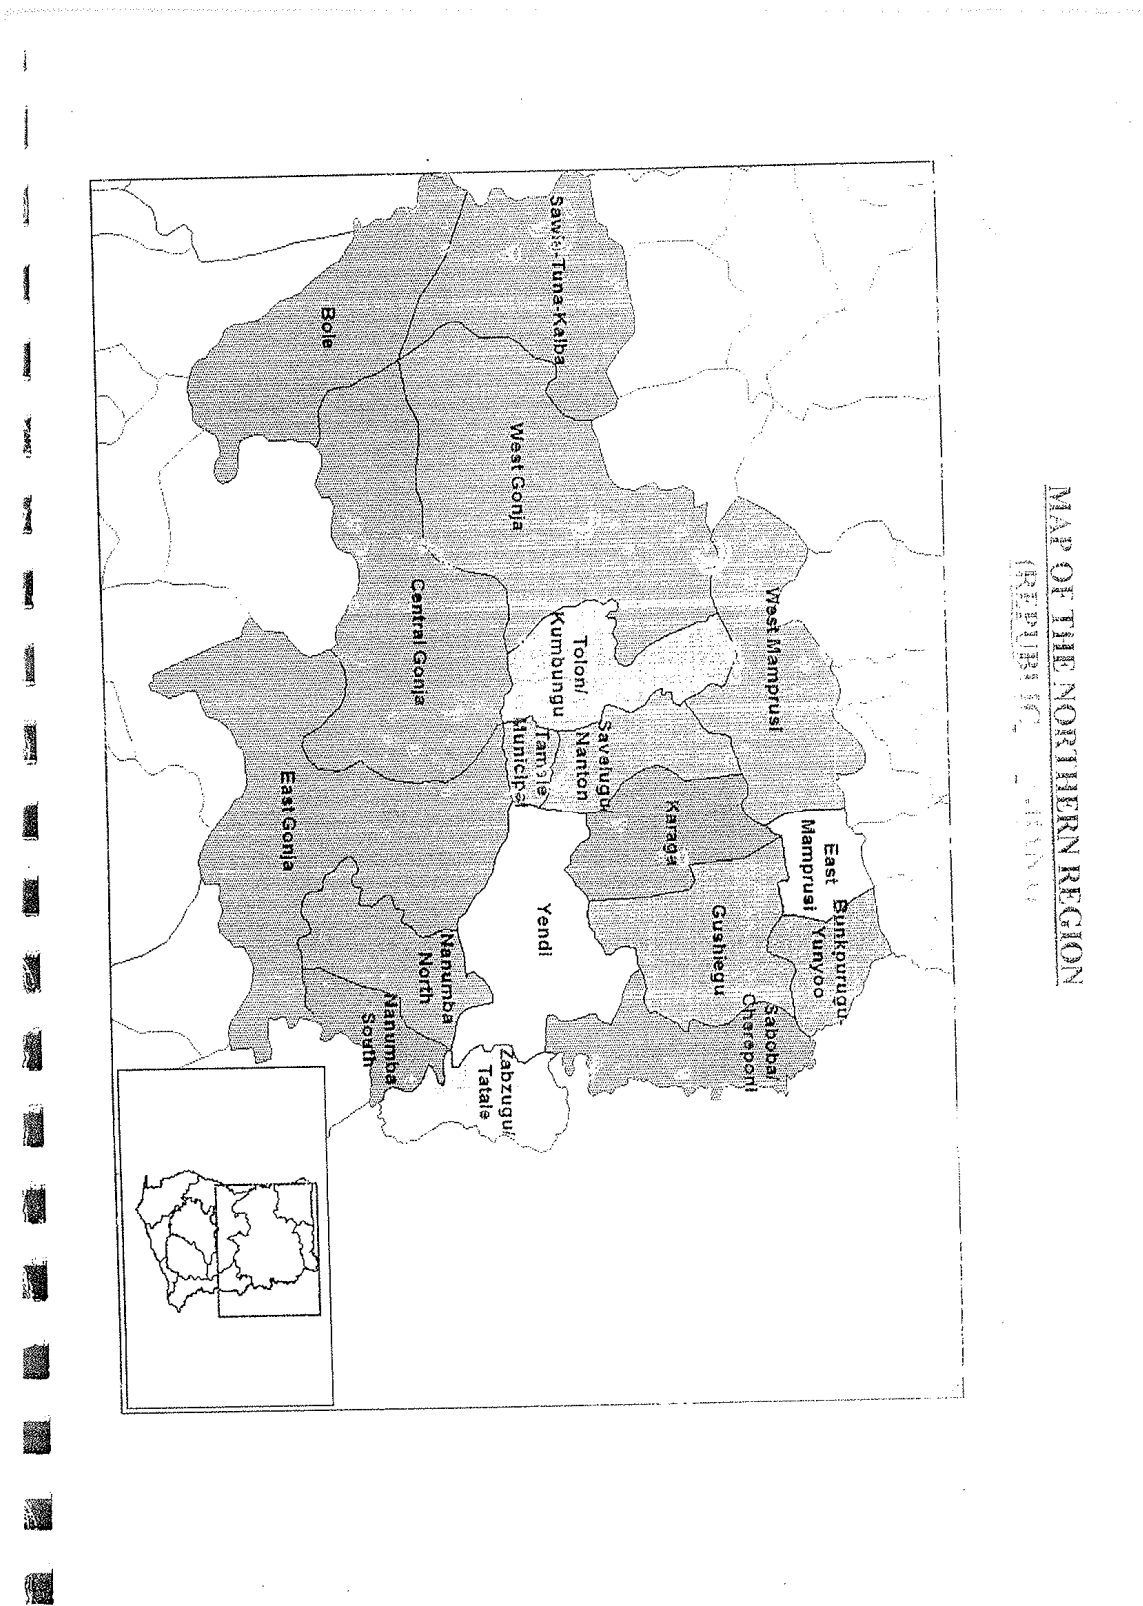 MAP OF THE NORTHERN REGION
(REPUBLIC
West Mamprusi
East
Mamprusi
Bunkpurugu-
Yunyoo
Sawla-Tuna-Kalba
West Gonja
Tolon/
Kumbungu
Savelugu
Nanton
Tamale
Municipal
Karaga
Gushiegu
Saboba/
Chereponi
Yendi
Zabzugu/
Tatale
Bole
Central Gonja
East Gonja
Nanumba
North
Nanumba
South